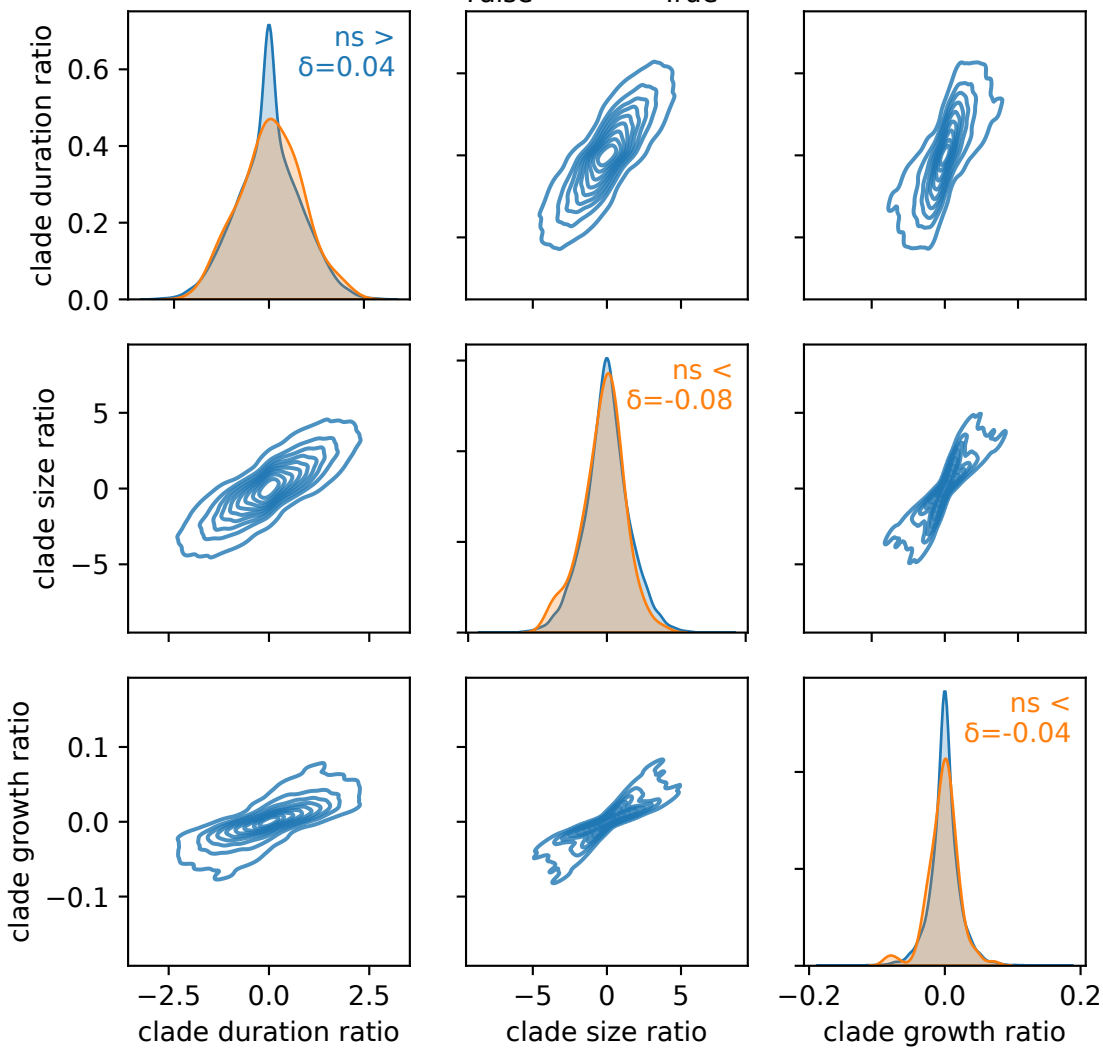 False True
clade duration ratio
0.6
0.4
0.2
0.0
ns >
δ=0.04
clade size ratio
5
0
−5
ns <
δ=-0.08
clade growth ratio
0.1
0.0
−0.1
ns <
δ=-0.04
−2.5 0.0 2.5
−5 0 5
−0.2 0.0 0.2
clade duration ratio
clade size ratio
clade growth ratio